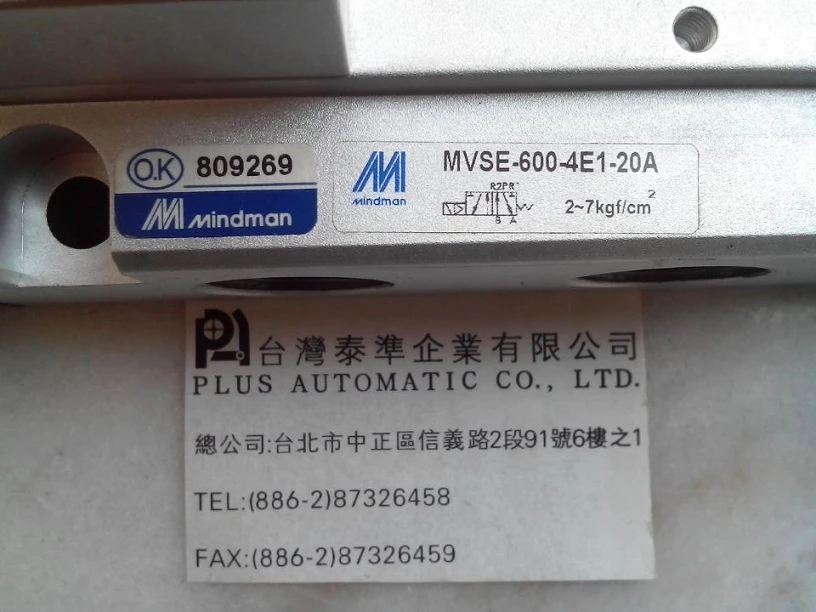 O.K 809269
Mindman
Mindman
MVSE-600-4E1-20A
R2PR1
B A
2~7kgf/cm²
台灣泰準企業有限公司
PLUS AUTOMATIC CO., LTD.
總公司:台北市中正區信義路2段91號6樓之1
TEL:(886-2)87326458
FAX:(886-2)87326459